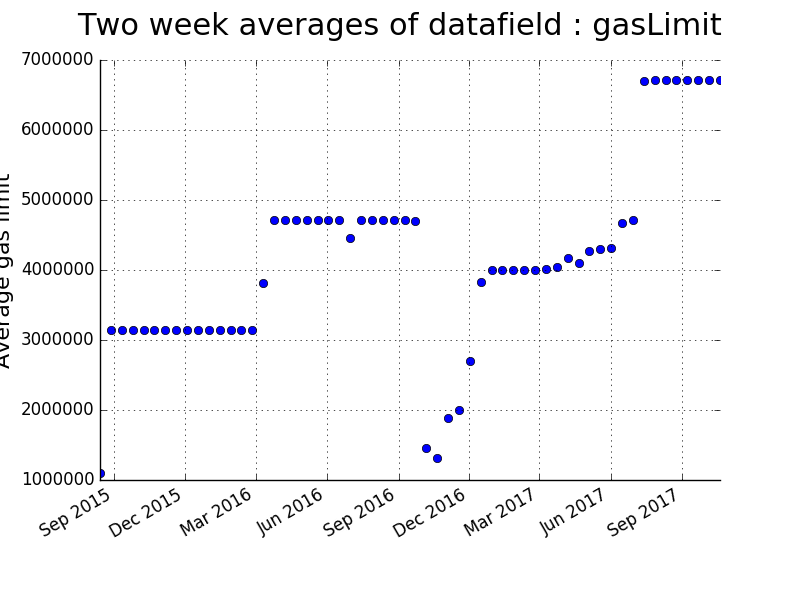 Two week averages of datafield : gasLimit
7000000
6000000
5000000
4000000
3000000
2000000
1000000
Average gas limit
Sep 2015
Dec 2015
Mar 2016
Jun 2016
Sep 2016
Dec 2016
Mar 2017
Jun 2017
Sep 2017